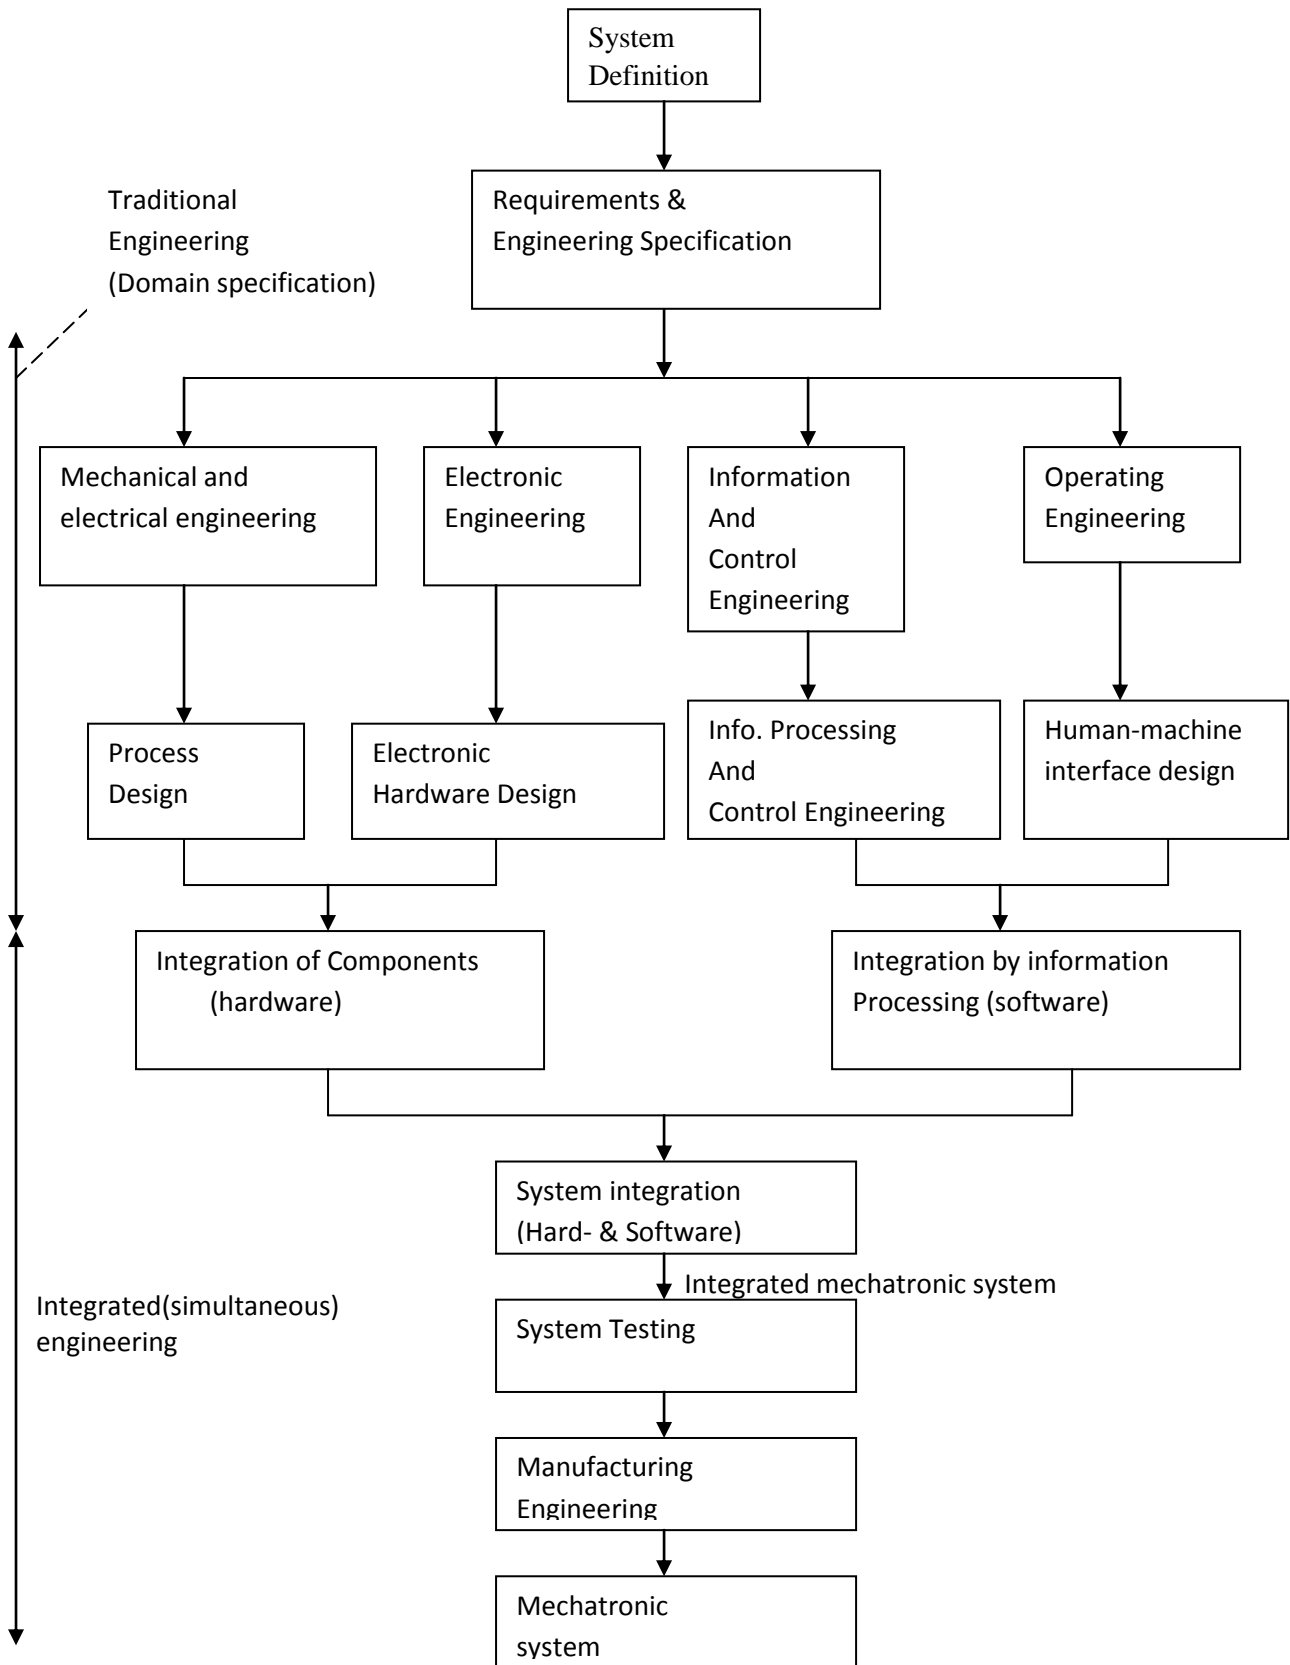 System
Definition
Traditional
Engineering
(Domain specification)
Requirements &
Engineering Specification
Mechanical and
electrical engineering
Electronic
Engineering
Information
And
Control
Engineering
Operating
Engineering
Process
Design
Electronic
Hardware Design
Info. Processing
And
Control Engineering
Human-machine
interface design
Integration of Components
(hardware)
Integration by information
Processing (software)
System integration
(Hard- & Software)
Integrated mechatronic system
Integrated(simultaneous)
engineering
System Testing
Manufacturing
Engineering
Mechatronic
system